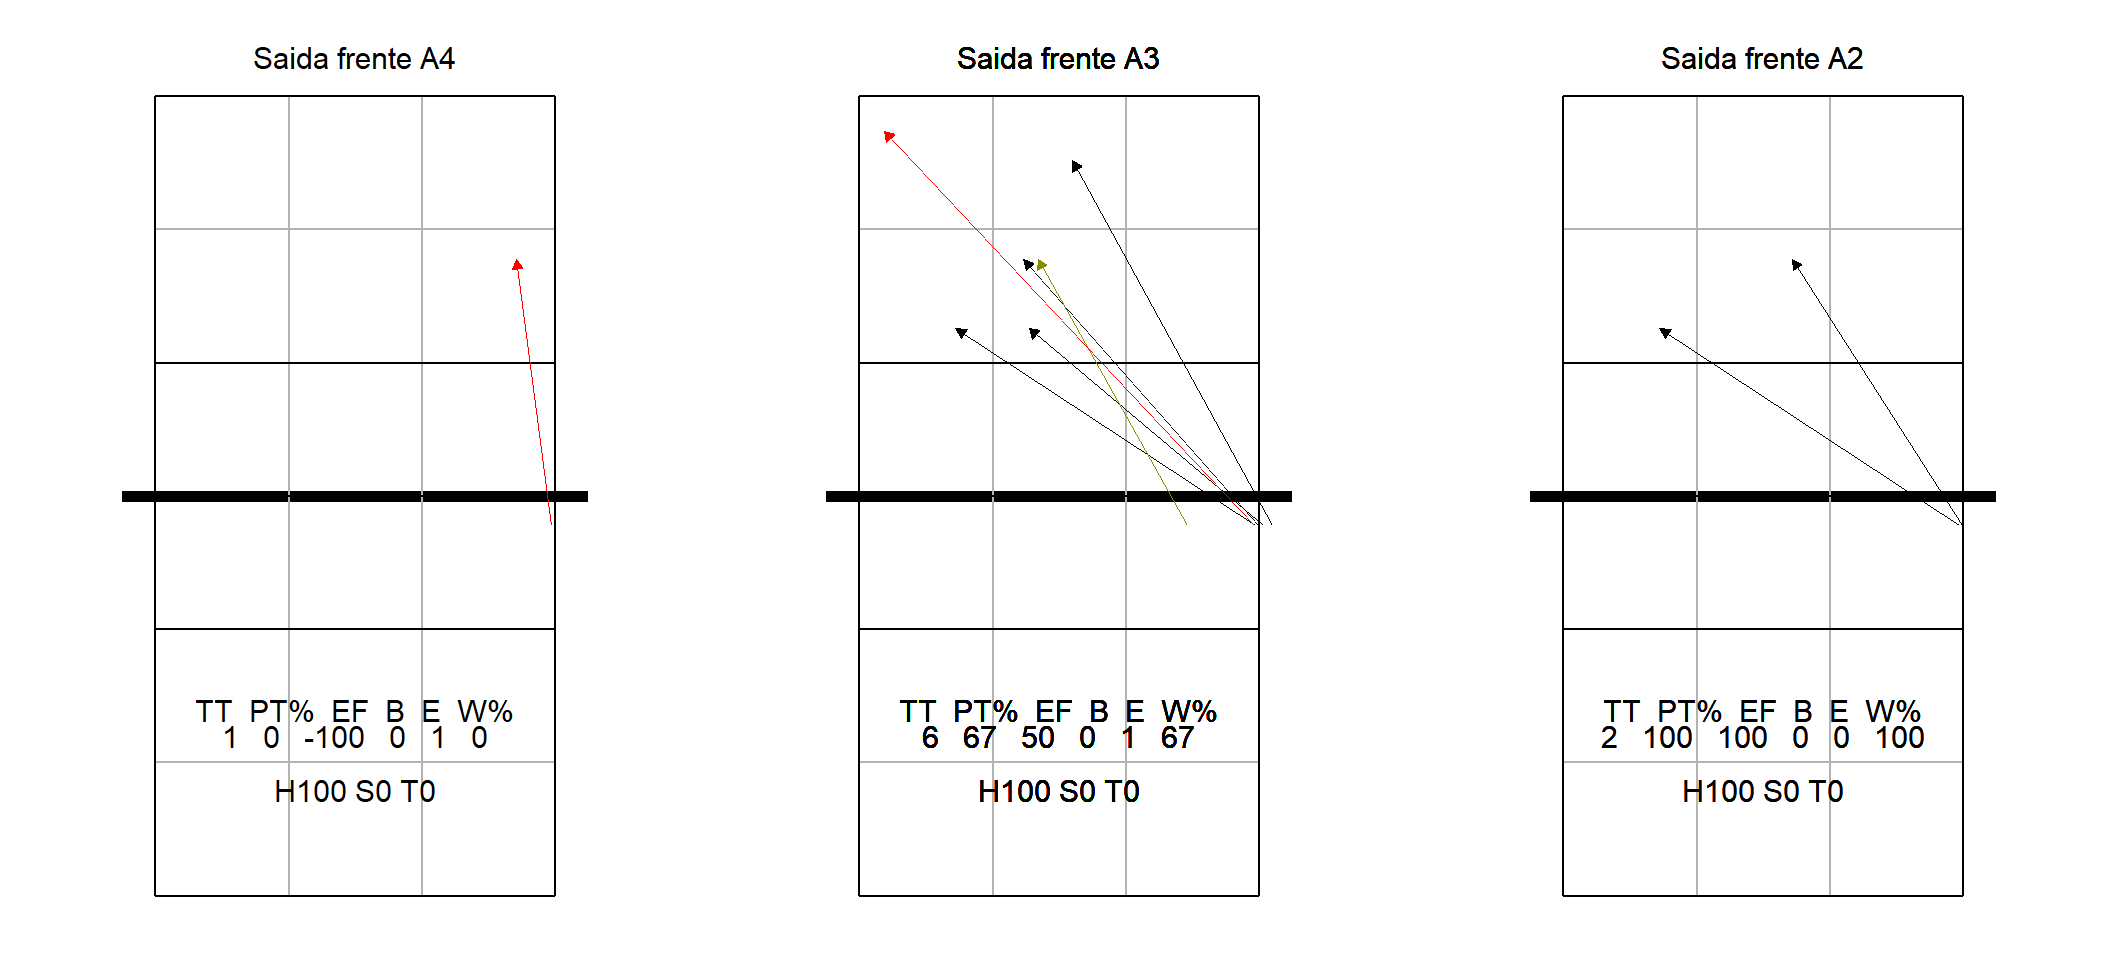 Saida frente A4
TT PT% EF B E W%
1 0 -100 0 1 0
H100 S0 T0
Saida frente A3
TT PT% EF B E W%
6 67 50 0 1 67
H100 S0 T0
Saida frente A2
TT PT% EF B E W%
2 100 100 0 0 100
H100 S0 T0